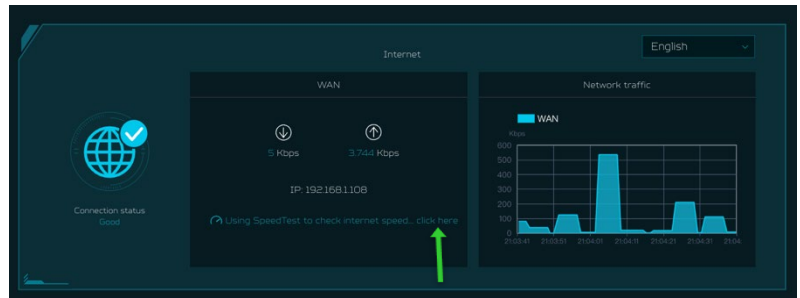 English
Internet
WAN
Network traffic
WAN
Kbps
5 Kbps
3.744 Kbps
600
500
400
300
200
100
0
IP: 192.168.1.108
Using SpeedTest to check internet speed... click here
Connection status
Good
21:03:41 21:03:51 21:04:01 21:04:11 21:04:21 21:04:31 21:04